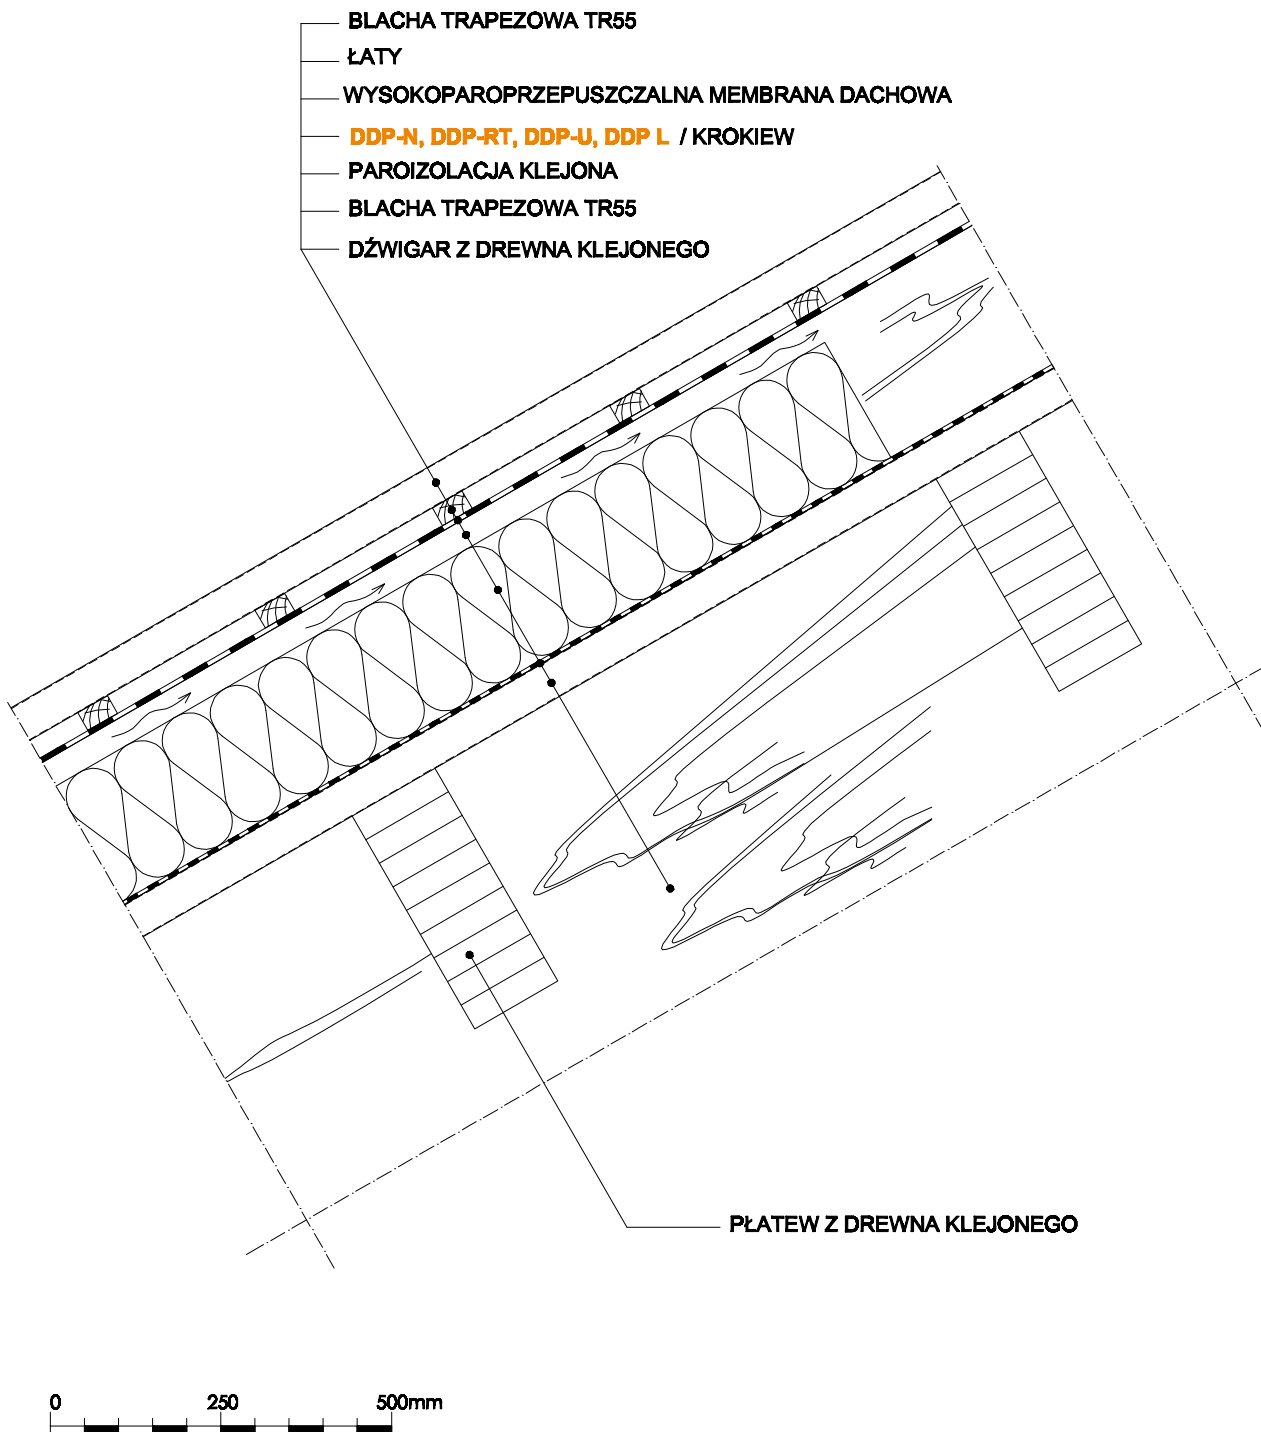 BLACHA TRAPEZOWA TR55
ŁATY
WYSOKOPAROPRZEPUSZCZALNA MEMBRANA DACHOWA
DDP-N, DDP-RT, DDP-U, DDP L / KROKIEW
PAROIZOLACJA KLEJONA
BLACHA TRAPEZOWA TR55
DŹWIGAR Z DREWNA KLEJONEGO
PŁATEW Z DREWNA KLEJONEGO
0 250 500mm